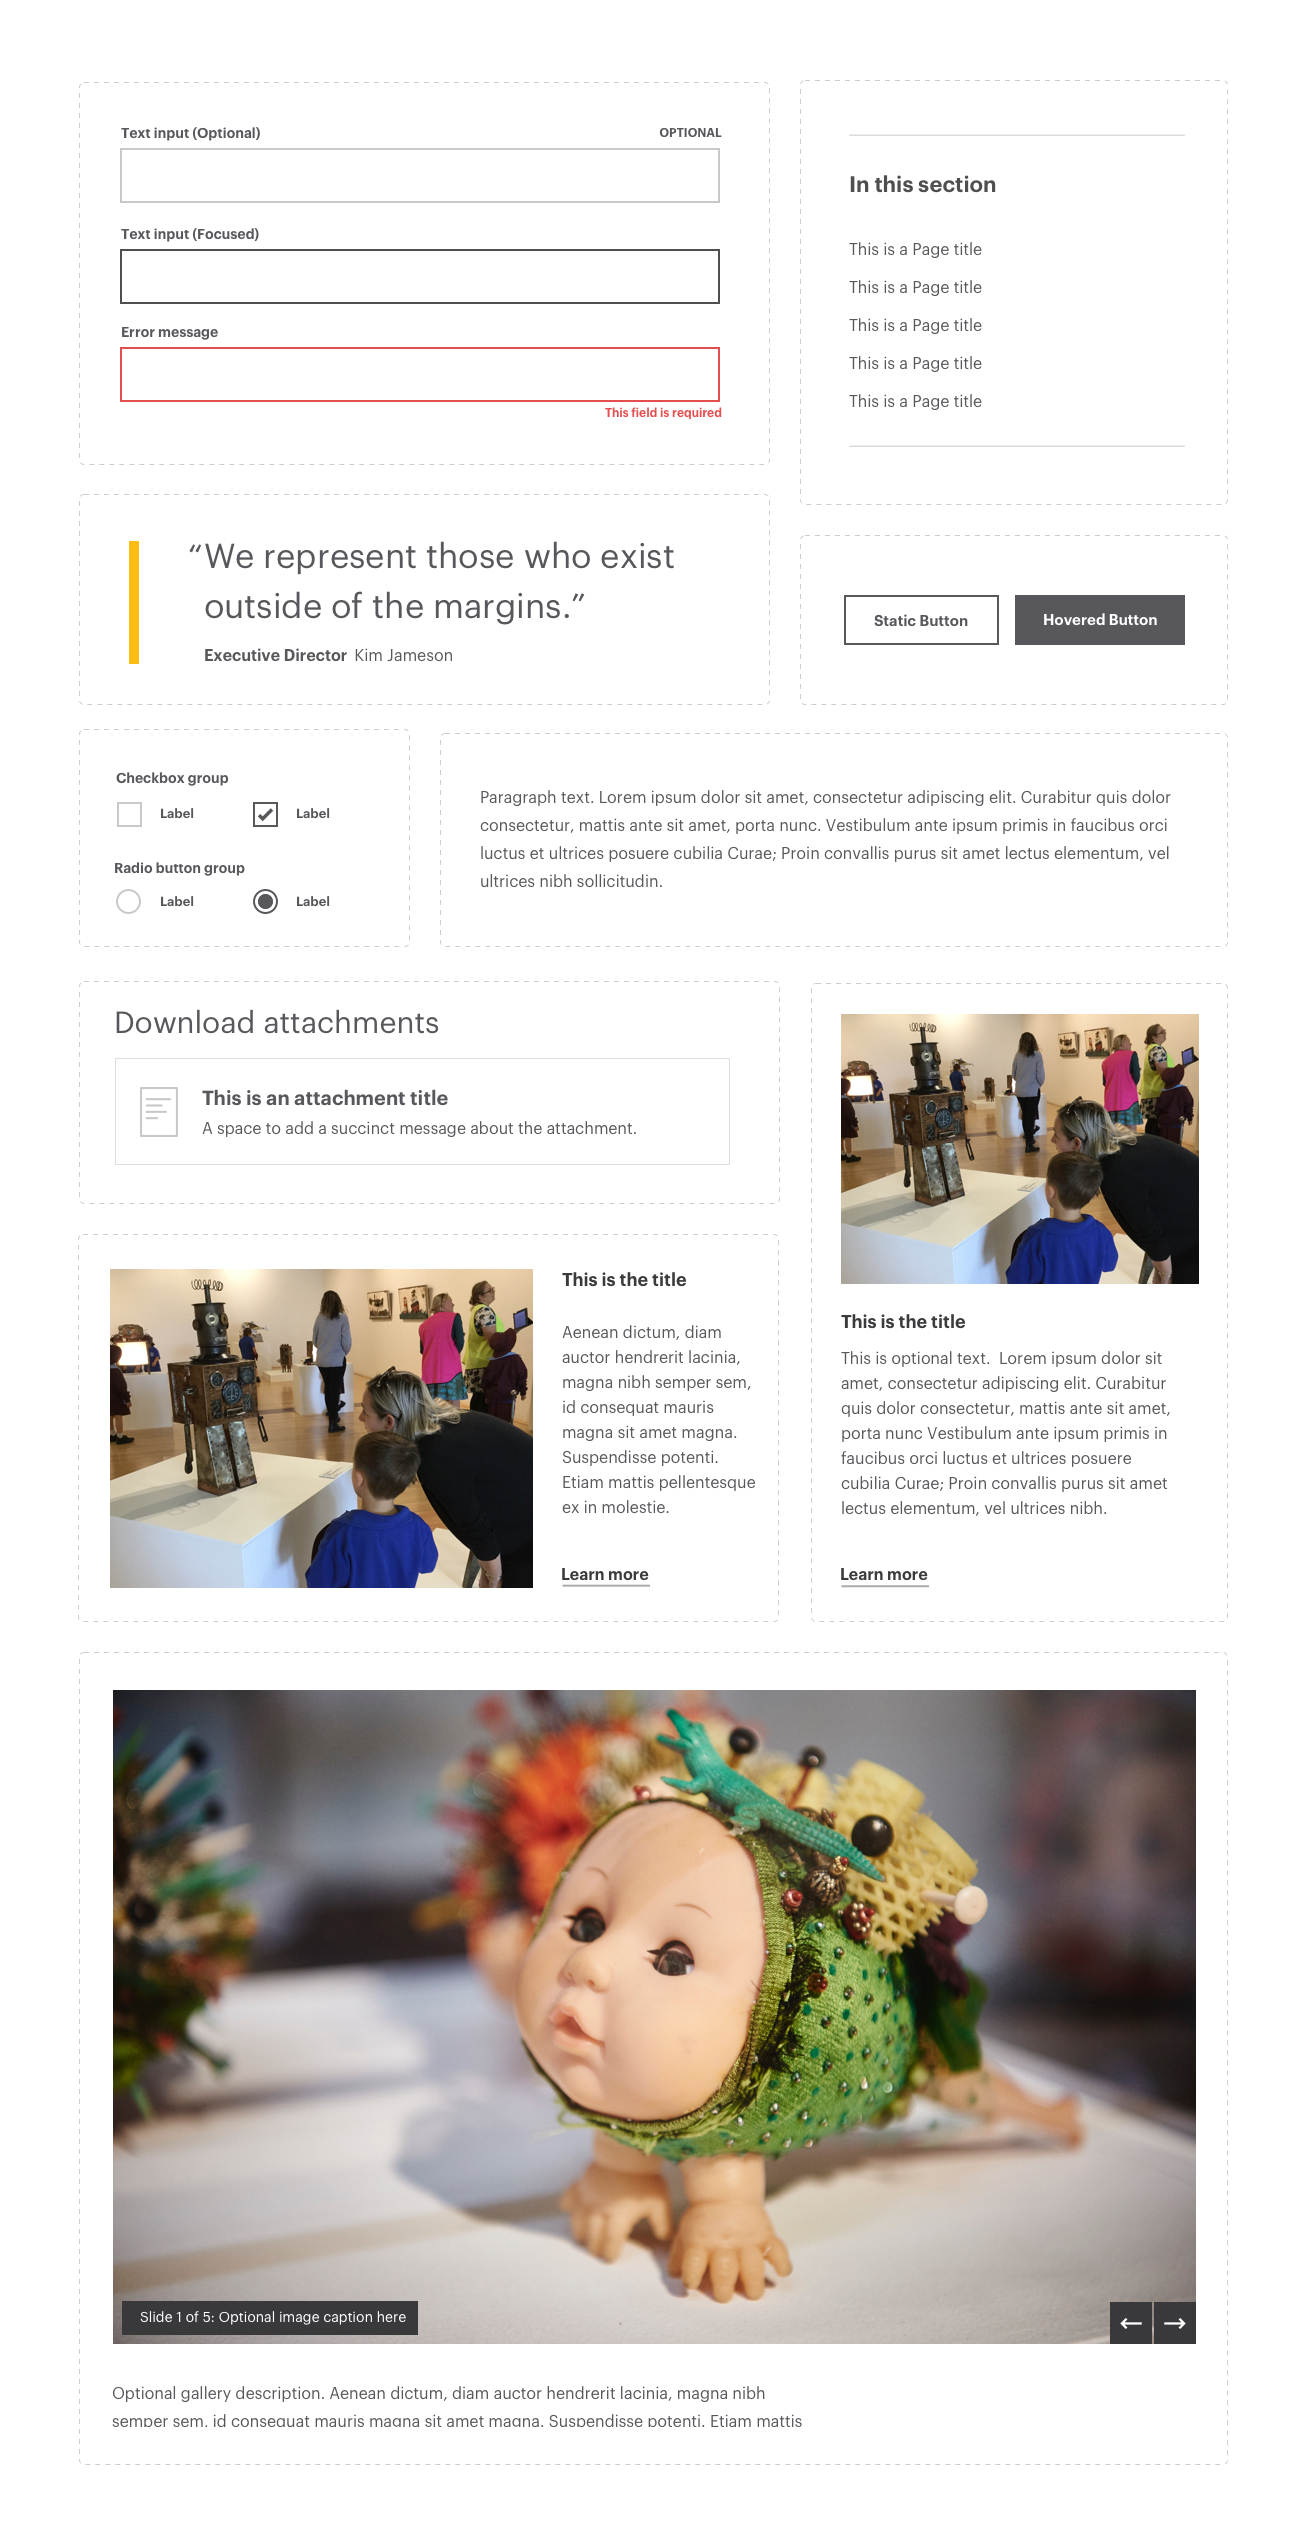 Text input (Optional)
OPTIONAL
Text input (Focused)
Error message
This field is required
In this section
This is a Page title
This is a Page title
This is a Page title
This is a Page title
This is a Page title
“We represent those who exist
outside of the margins.”
Executive Director Kim Jameson
Static Button
Hovered Button
Checkbox group
Label
Label
Radio button group
Label
Label
Paragraph text. Lorem ipsum dolor sit amet, consectetur adipiscing elit. Curabitur quis dolor
consectetur, mattis ante sit amet, porta nunc. Vestibulum ante ipsum primis in faucibus orci
luctus et ultrices posuere cubilia Curae; Proin convallis purus sit amet lectus elementum, vel
ultrices nibh sollicitudin.
Download attachments
This is an attachment title
A space to add a succinct message about the attachment.
This is the title
Aenean dictum, diam
auctor hendrerit lacinia,
magna nibh semper sem,
id consequat mauris
magna sit amet magna.
Suspendisse potenti.
Etiam mattis pellentesque
ex in molestie.
Learn more
This is the title
This is optional text. Lorem ipsum dolor sit
amet, consectetur adipiscing elit. Curabitur
quis dolor consectetur, mattis ante sit amet,
porta nunc Vestibulum ante ipsum primis in
faucibus orci luctus et ultrices posuere
cubilia Curae; Proin convallis purus sit amet
lectus elementum, vel ultrices nibh.
Learn more
Slide 1 of 5: Optional image caption here
Optional gallery description. Aenean dictum, diam auctor hendrerit lacinia, magna nibh
semper sem, id consequat mauris magna sit amet magna. Suspendisse potenti. Etiam mattis